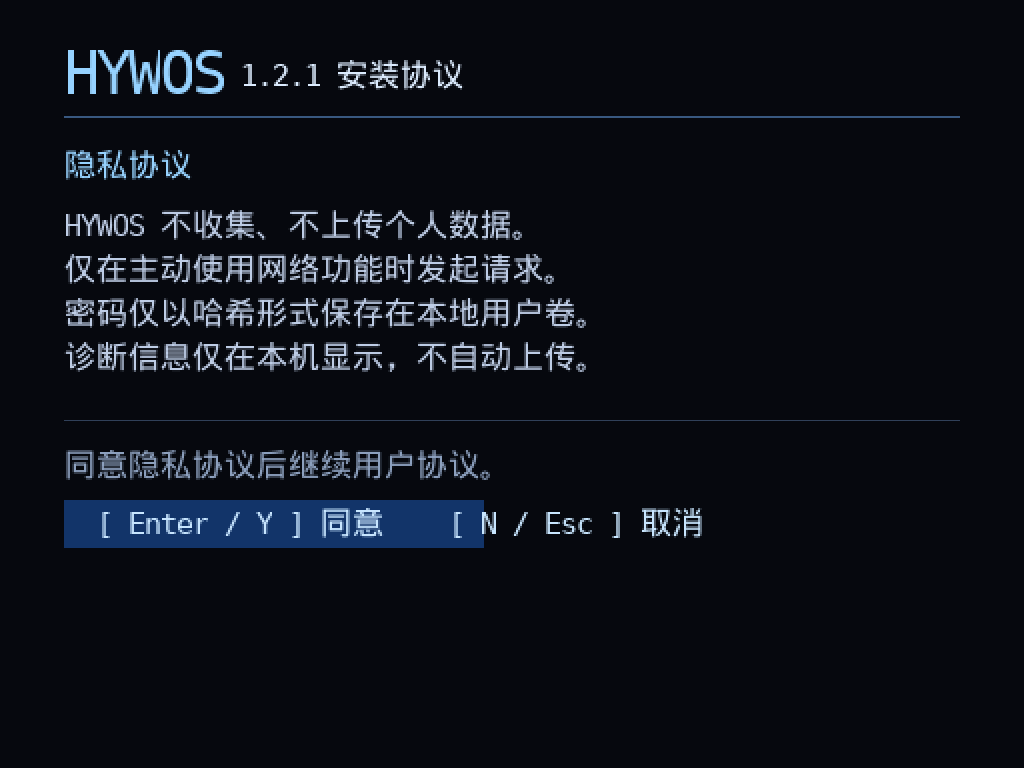 HYWOS 1.2.1 安装协议
隐私协议
HYWOS 不收集、不上传个人数据。
仅在主动使用网络功能时发起请求。
密码仅以哈希形式保存在本地用户卷。
诊断信息仅在本机显示，不自动上传。
同意隐私协议后继续用户协议。
[ Enter / Y ] 同意    [ N / Esc ] 取消